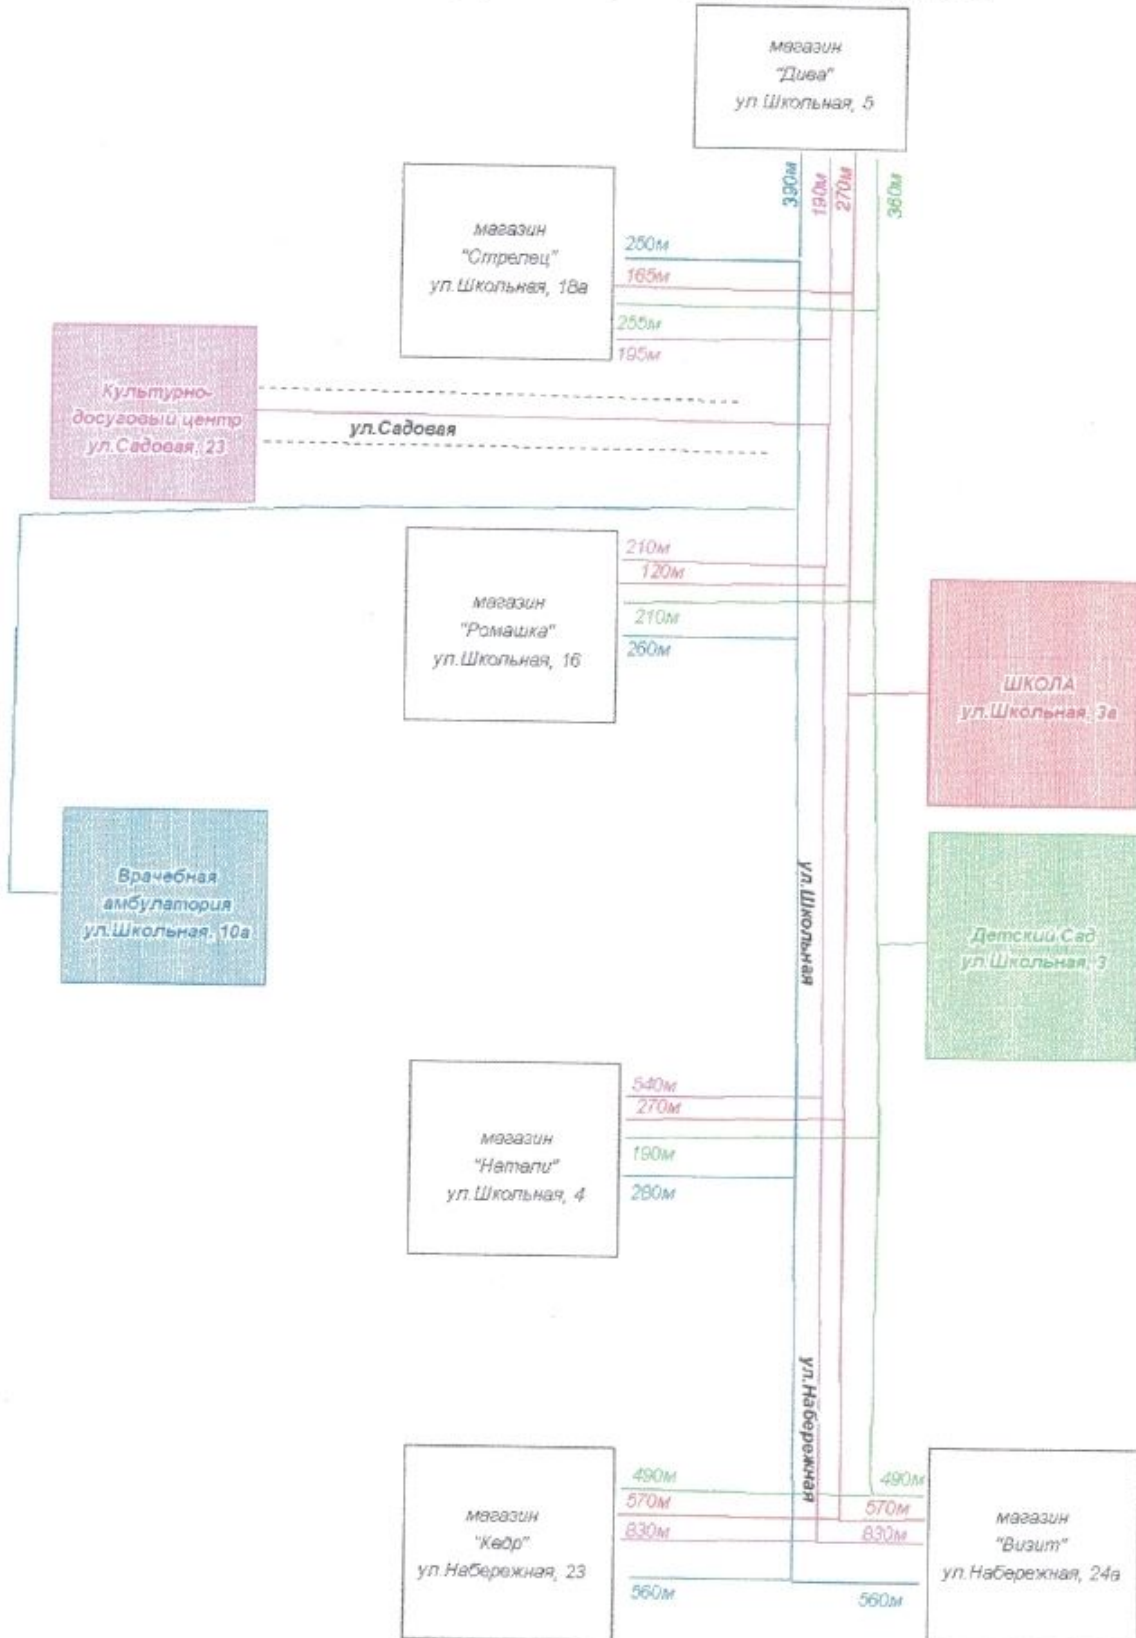 магазин
"Дива"
ул.Школьная, 5
390м
190м
270м
360м
магазин
"Стрелец"
ул.Школьная, 18а
250м
165м
255м
195м
Культурно-
досуговый центр
ул.Садовая, 23
ул.Садовая
магазин
"Ромашка"
ул.Школьная, 16
210м
120м
210м
260м
ШКОЛА
ул.Школьная, 3а
Врачебная
амбулатория
ул.Школьная, 10а
ул.Школьная
Детский Сад
ул.Школьная, 3
магазин
"Натали"
ул.Школьная, 4
540м
270м
190м
280м
ул.Набережная
магазин
"Кедр"
ул.Набережная, 23
490м
570м
830м
560м
490м
570м
830м
560м
магазин
"Визит"
ул.Набережная, 24а